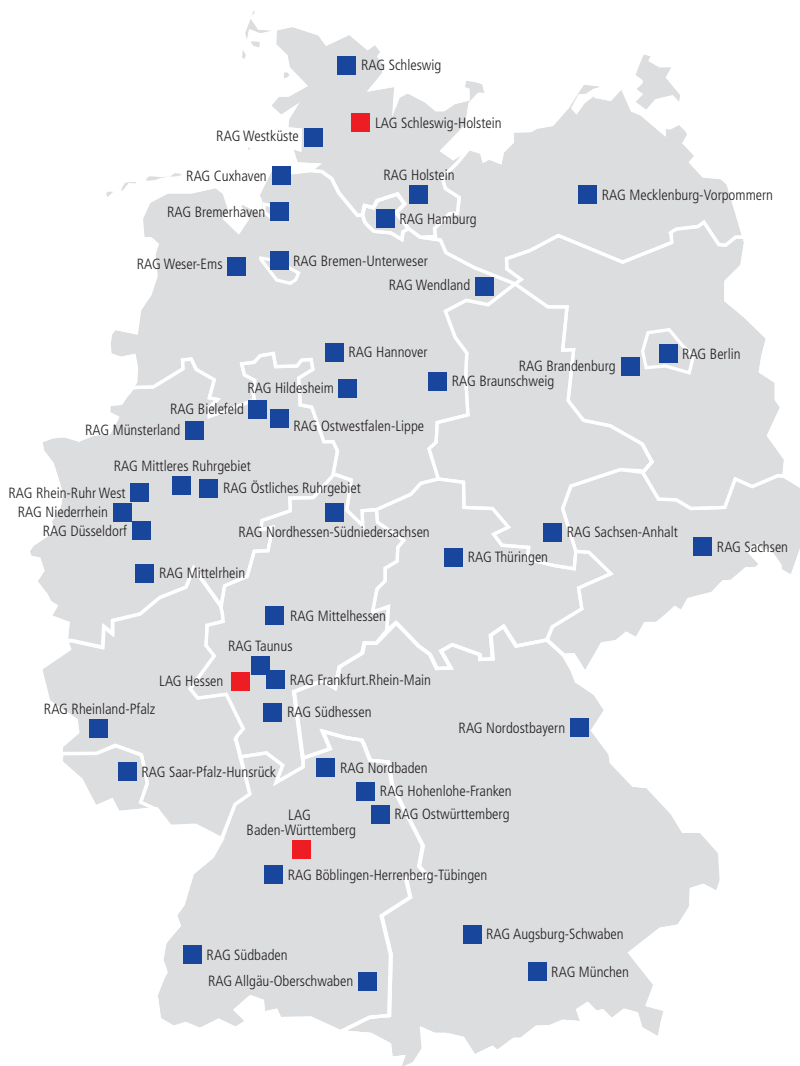 RAG Schleswig
LAG Schleswig-Holstein
RAG Westküste
RAG Cuxhaven
RAG Holstein
RAG Mecklenburg-Vorpommern
RAG Bremerhaven
RAG Hamburg
RAG Weser-Ems
RAG Bremen-Unterweser
RAG Wendland
RAG Hannover
RAG Berlin
RAG Brandenburg
RAG Braunschweig
RAG Hildesheim
RAG Bielefeld
RAG Ostwestfalen-Lippe
RAG Münsterland
RAG Mittleres Ruhrgebiet
RAG Rhein-Ruhr West
RAG Östliches Ruhrgebiet
RAG Niederrhein
RAG Düsseldorf
RAG Nordhessen-Südniedersachsen
RAG Sachsen-Anhalt
RAG Sachsen
RAG Thüringen
RAG Mittelrhein
RAG Mittelhessen
RAG Taunus
LAG Hessen
RAG Frankfurt.Rhein-Main
RAG Rheinland-Pfalz
RAG Südhessen
RAG Nordostbayern
RAG Saar-Pfalz-Hunsrück
RAG Nordbaden
RAG Hohenlohe-Franken
RAG Ostwürttemberg
LAG
Baden-Württemberg
RAG Böblingen-Herrenberg-Tübingen
RAG Augsburg-Schwaben
RAG Südbaden
RAG München
RAG Allgäu-Oberschwaben